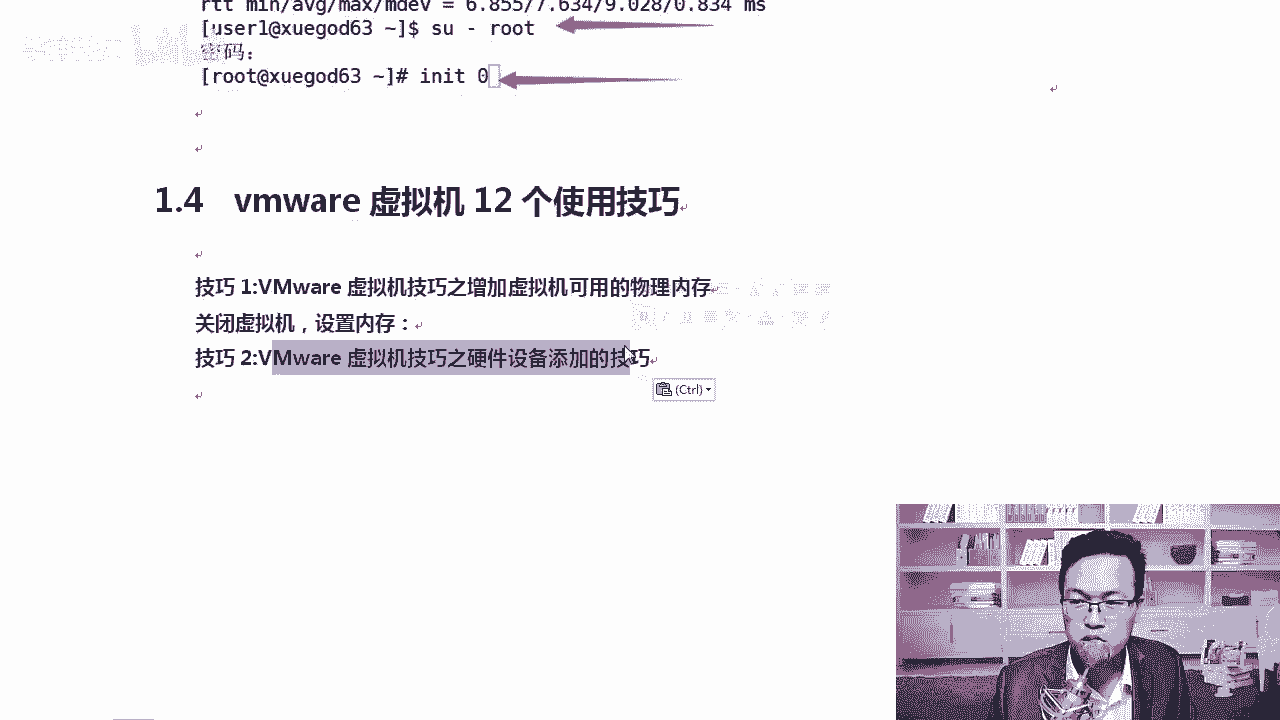 rtt min/avg/max/mdev = 6.855/7.634/9.028/0.834 ms
[user1@xuegod63 ~]$ su - root
密码：
[root@xuegod63 ~]# init 0
1.4 vmware 虚拟机 12 个使用技巧
技巧 1:VMware 虚拟机技巧之增加虚拟机可用的物理内存
关闭虚拟机，设置内存：
技巧 2:VMware 虚拟机技巧之硬件设备添加的技巧
(Ctrl)